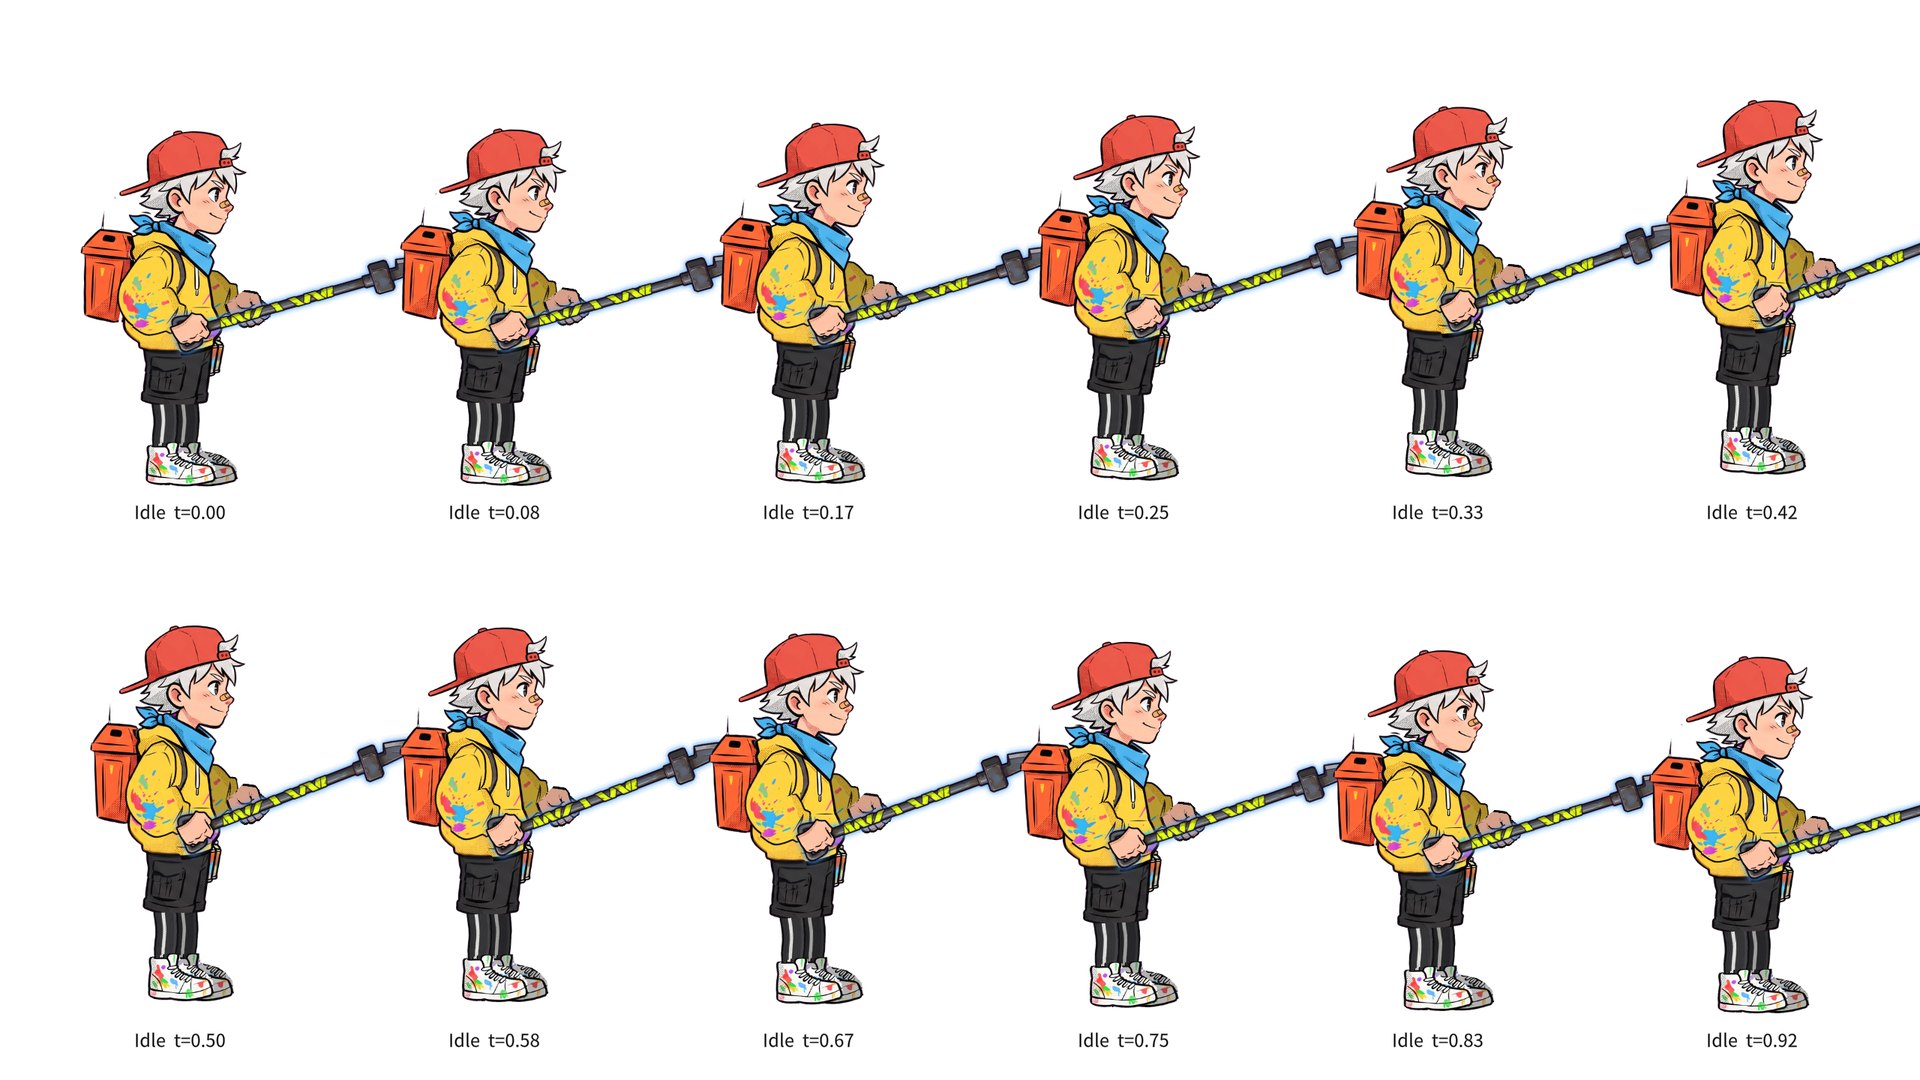 Idle t=0.00
Idle t=0.08
Idle t=0.17
Idle t=0.25
Idle t=0.33
Idle t=0.42
Idle t=0.50
Idle t=0.58
Idle t=0.67
Idle t=0.75
Idle t=0.83
Idle t=0.92